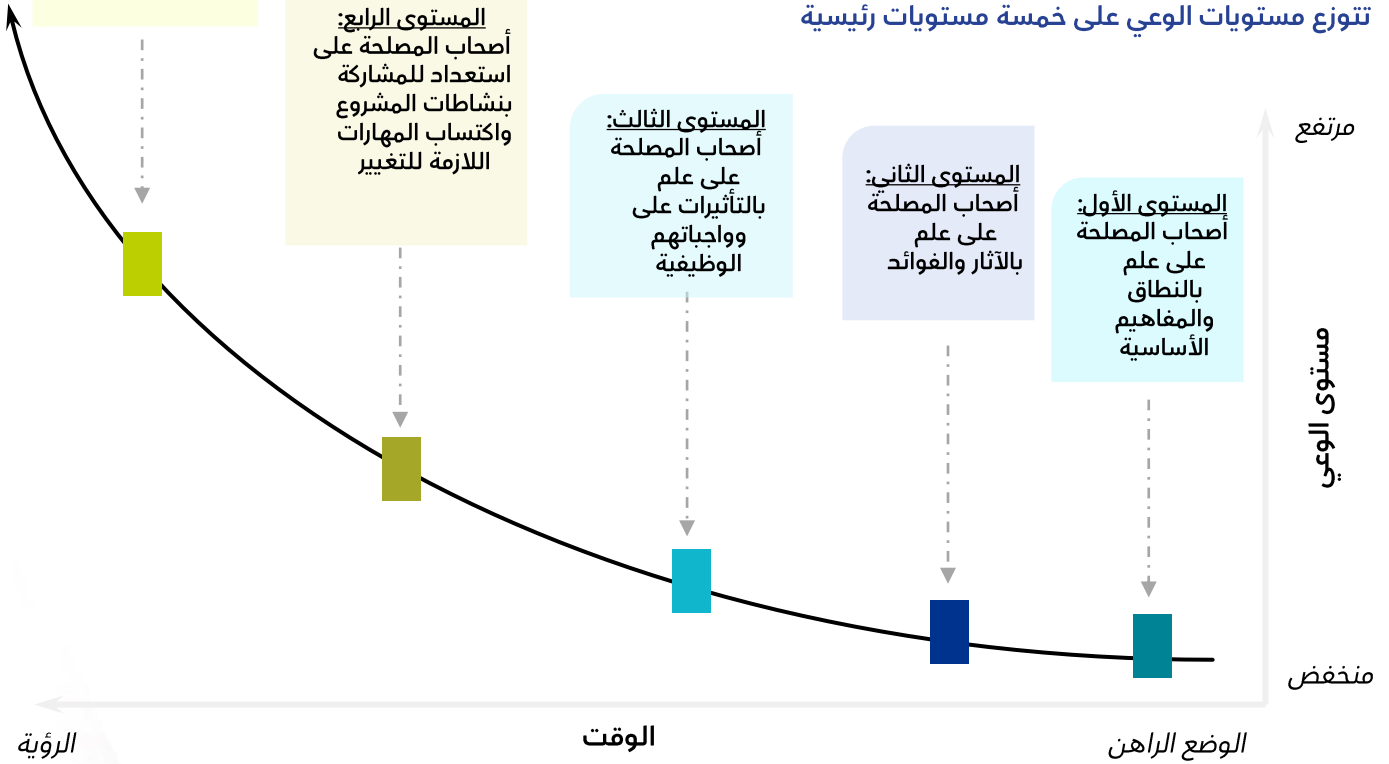 تتوزع مستويات الوعي على خمسة مستويات رئيسية
المستوى الأول:
أصحاب المصلحة
على علم
بالنطاق
والمفاهيم
الأساسية
المستوى الثاني:
أصحاب المصلحة
على علم
بالآثار والفوائد
المستوى الثالث:
أصحاب المصلحة
على علم
بالتأثيرات على
وواجباتهم
الوظيفية
المستوى الرابع:
أصحاب المصلحة على
استعداد للمشاركة
بنشاطات المشروع
واكتساب المهارات
اللازمة للتغيير
مرتفع
مستوى الوعي
منخفض
الوضع الراهن
الوقت
الرؤية